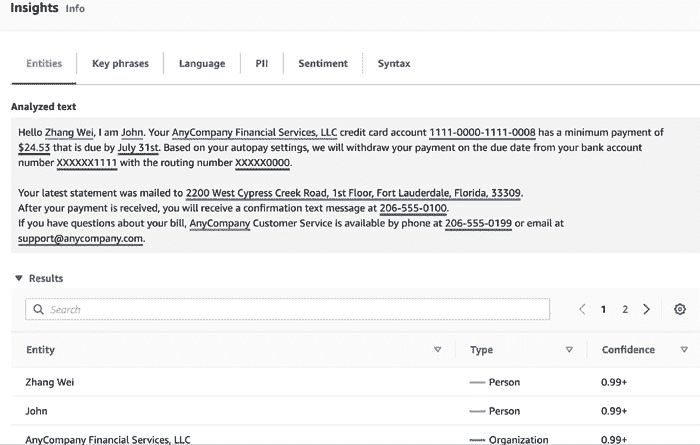 Insights Info
Entities Key phrases Language PII Sentiment Syntax
Analyzed text
Hello Zhang Wei, I am John. Your AnyCompany Financial Services, LLC credit card account 1111-0000-1111-0008 has a minimum payment of
$24.53 that is due by July 31st. Based on your autopay settings, we will withdraw your payment on the due date from your bank account
number XXXXXX1111 with the routing number XXXXX0000.
Your latest statement was mailed to 2200 West Cypress Creek Road, 1st Floor, Fort Lauderdale, Florida, 33309.
After your payment is received, you will receive a confirmation text message at 206-555-0100.
If you have questions about your bill, AnyCompany Customer Service is available by phone at 206-555-0199 or email at
support@anycompany.com.
Results
Search 1 2
Entity Type Confidence
Zhang Wei Person 0.99+
John Person 0.99+
AnyCompany Financial Services, LLC Organization 0.99+